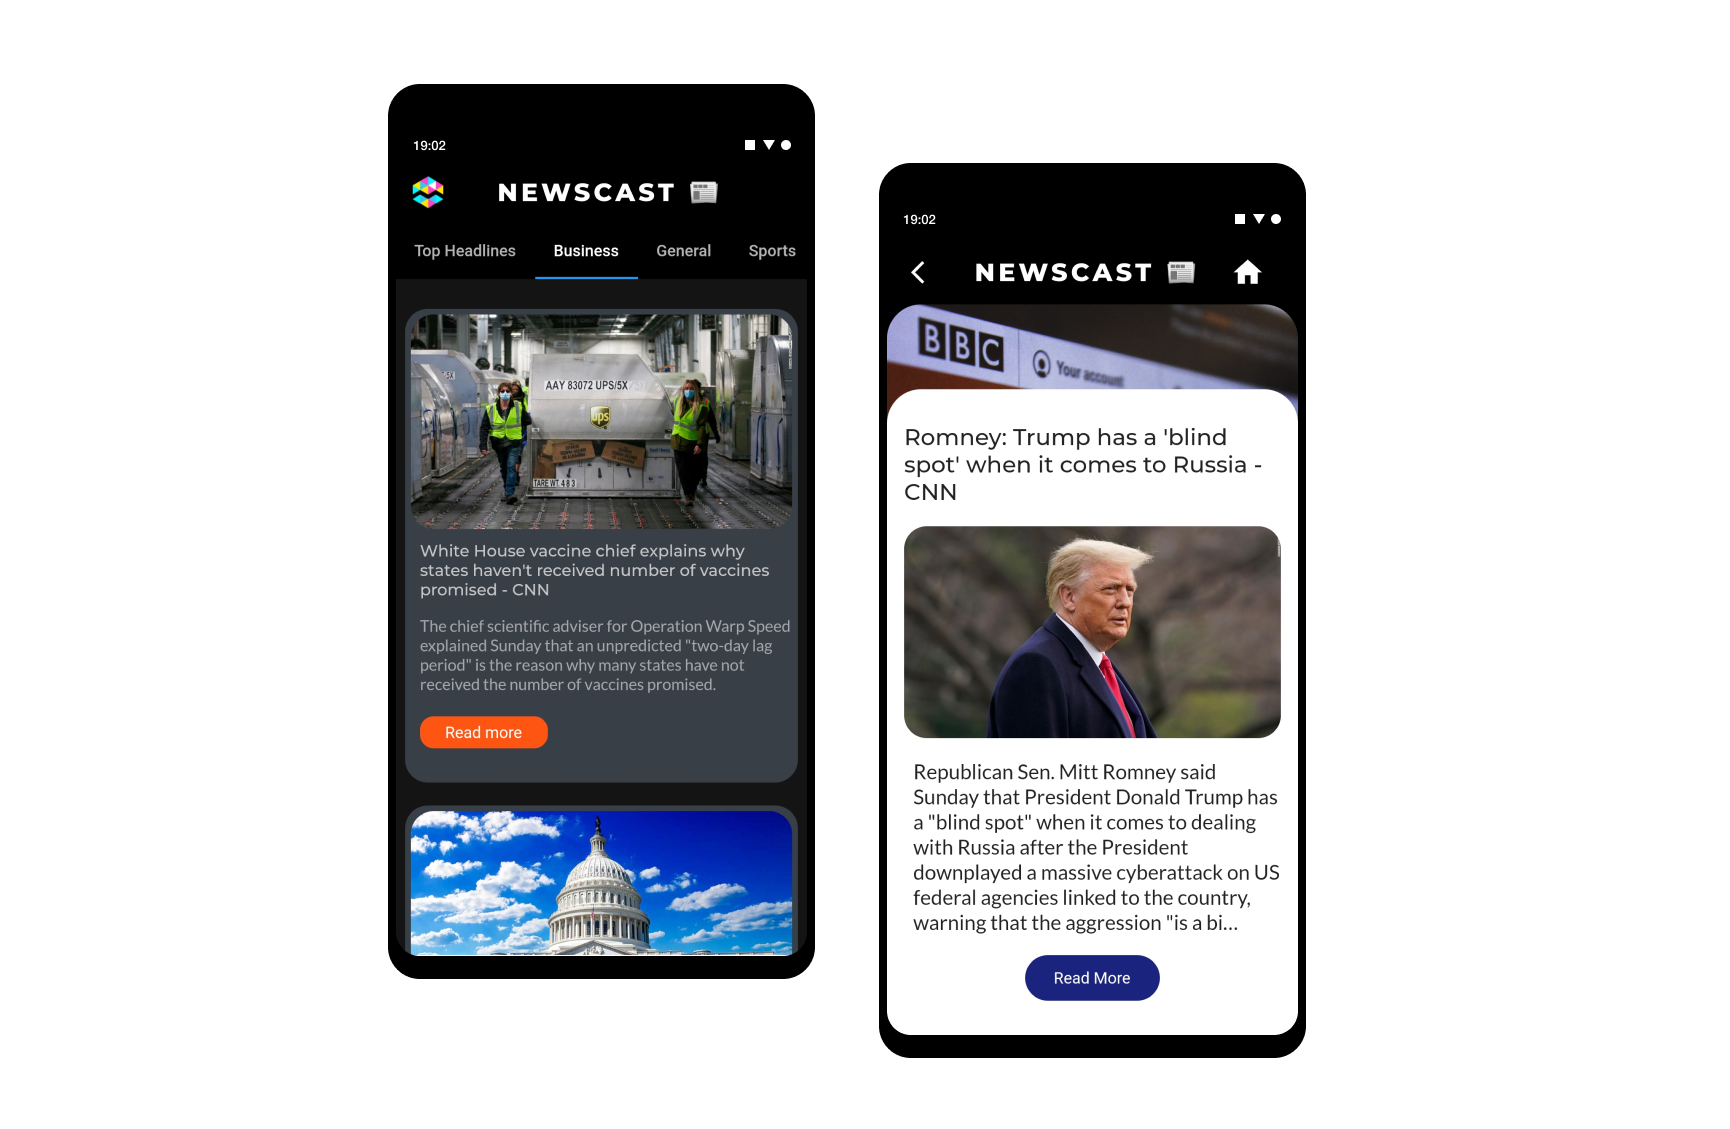 19:02
NEWSCAST
Top Headlines Business General Sports
AAY 83072 UPS/5X
ups
TARE WT. 493
White House vaccine chief explains why
states haven't received number of vaccines
promised - CNN
The chief scientific adviser for Operation Warp Speed
explained Sunday that an unpredicted "two-day lag
period" is the reason why many states have not
received the number of vaccines promised.
Read more
19:02
NEWSCAST
BBC
Your account
Romney: Trump has a 'blind
spot' when it comes to Russia -
CNN
Republican Sen. Mitt Romney said
Sunday that President Donald Trump has
a "blind spot" when it comes to dealing
with Russia after the President
downplayed a massive cyberattack on US
federal agencies linked to the country,
warning that the aggression "is a bi...
Read More